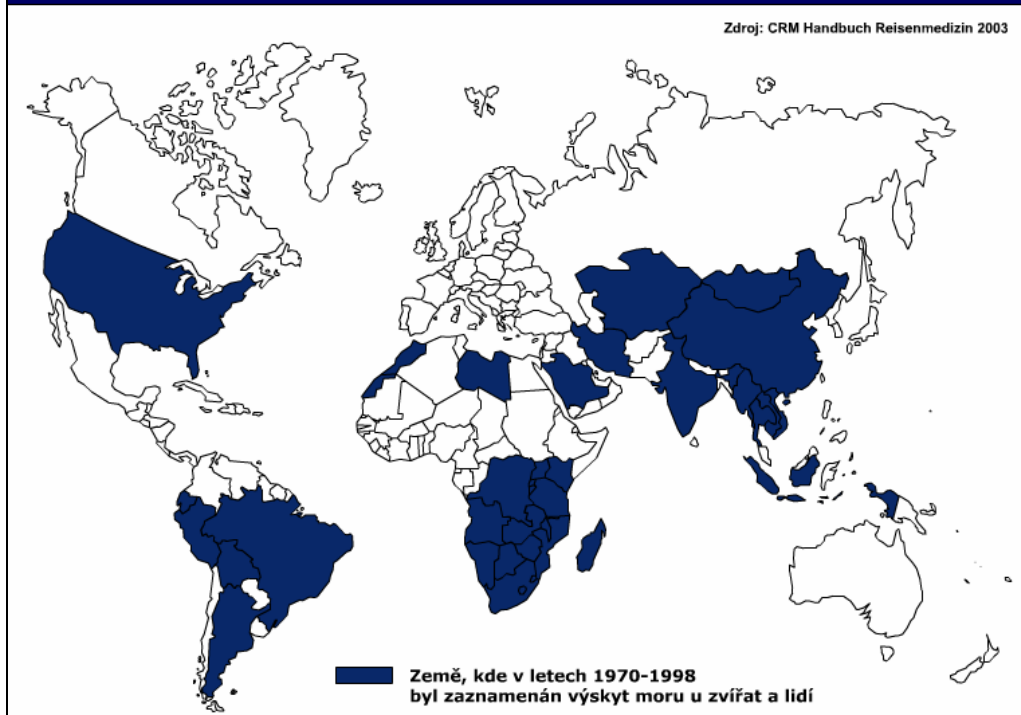 Zdroj: CRM Handbuch Reisenmedizin 2003
Země, kde v letech 1970-1998
byl zaznamenán výskyt moru u zvířat a lidí